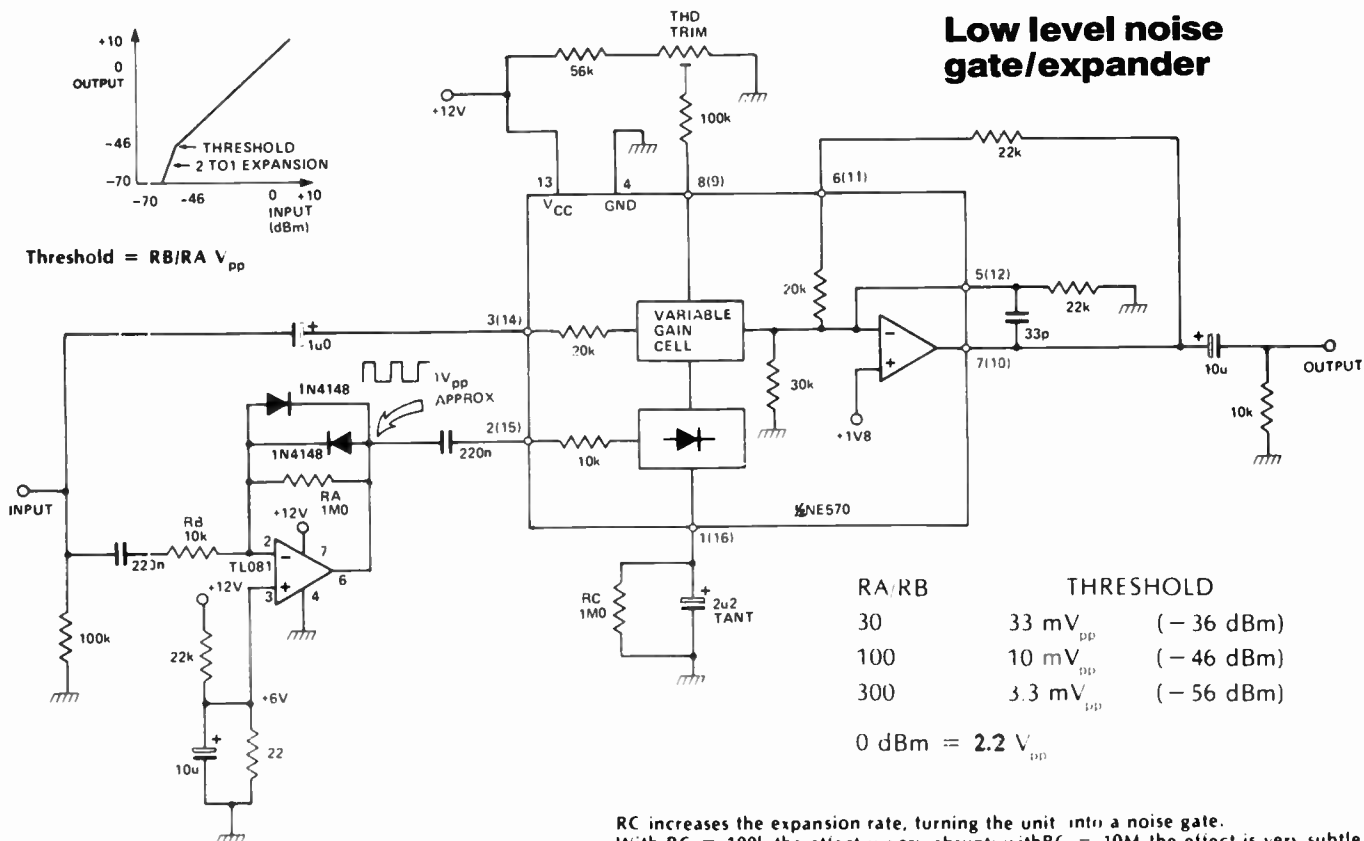 Low level noise
gate/expander
+10
0
OUTPUT
-46
-70
THRESHOLD
2 TO1 EXPANSION
-70
-46
0
+10
INPUT
(dBm)
Threshold = RB/RA Vpp
THD
TRIM
56k
+12V
100k
22k
13
VCC
4
GND
8(9)
6(11)
20k
5(12)
22k
33p
VARIABLE
GAIN
CELL
3(14)
20k
1u0
30k
7(10)
+
10u
OUTPUT
10k
+1V8
1Vpp
APPROX
1N4148
1N4148
2(15)
220n
10k
RA
1M0
½NE570
INPUT
RB
10k
+12V
2
7
TL081
6
3
4
+12V
100k
22k
+6V
10u
22
1(16)
RC
1M0
2u2
TANT
RA/RB THRESHOLD
30 33 mVpp (– 36 dBm)
100 10 mVpp (– 46 dBm)
300 3.3 mVpp (– 56 dBm)
0 dBm = 2.2 Vpp
RC increases the expansion rate, turning the unit into a noise gate.